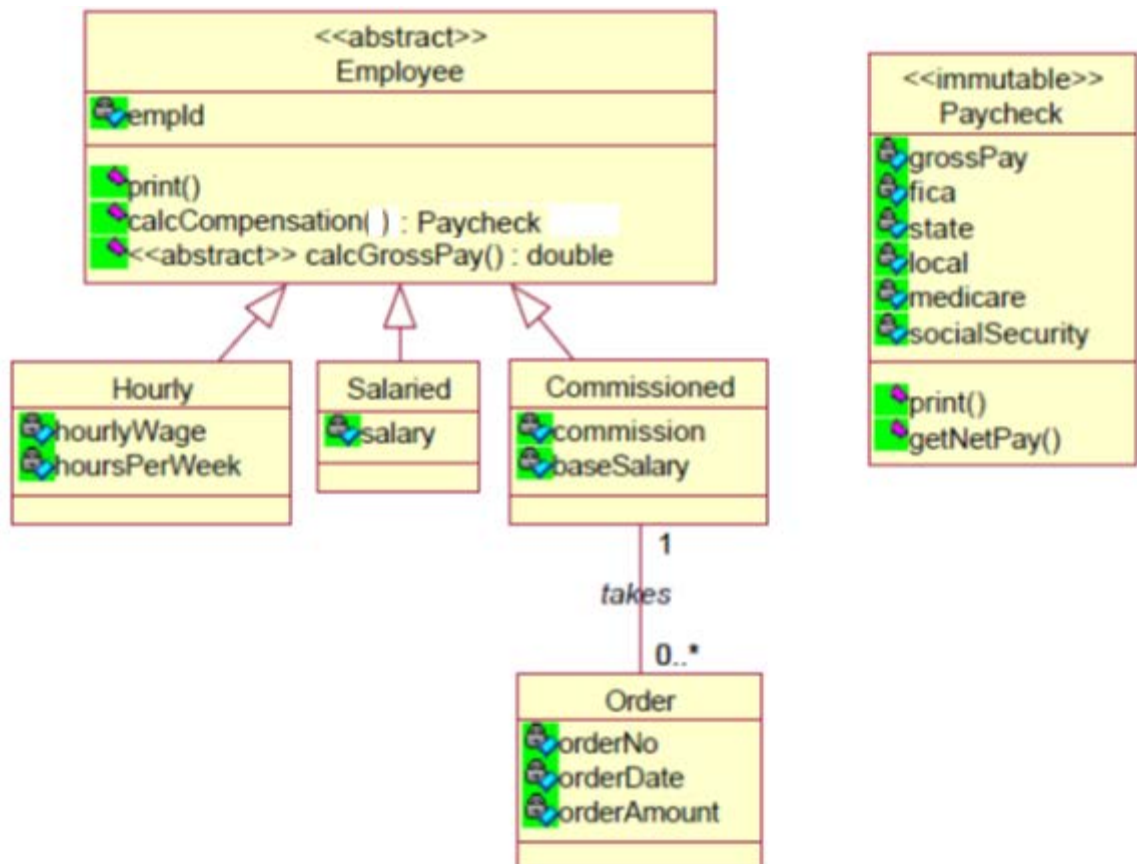 <<abstract>>
Employee
empId
print()
calcCompensation( ) : Paycheck
<<abstract>> calcGrossPay() : double
<<immutable>>
Paycheck
grossPay
fica
state
local
medicare
socialSecurity
print()
getNetPay()
Hourly
hourlyWage
hoursPerWeek
Salaried
salary
Commissioned
commission
baseSalary
1
takes
0..*
Order
orderNo
orderDate
orderAmount